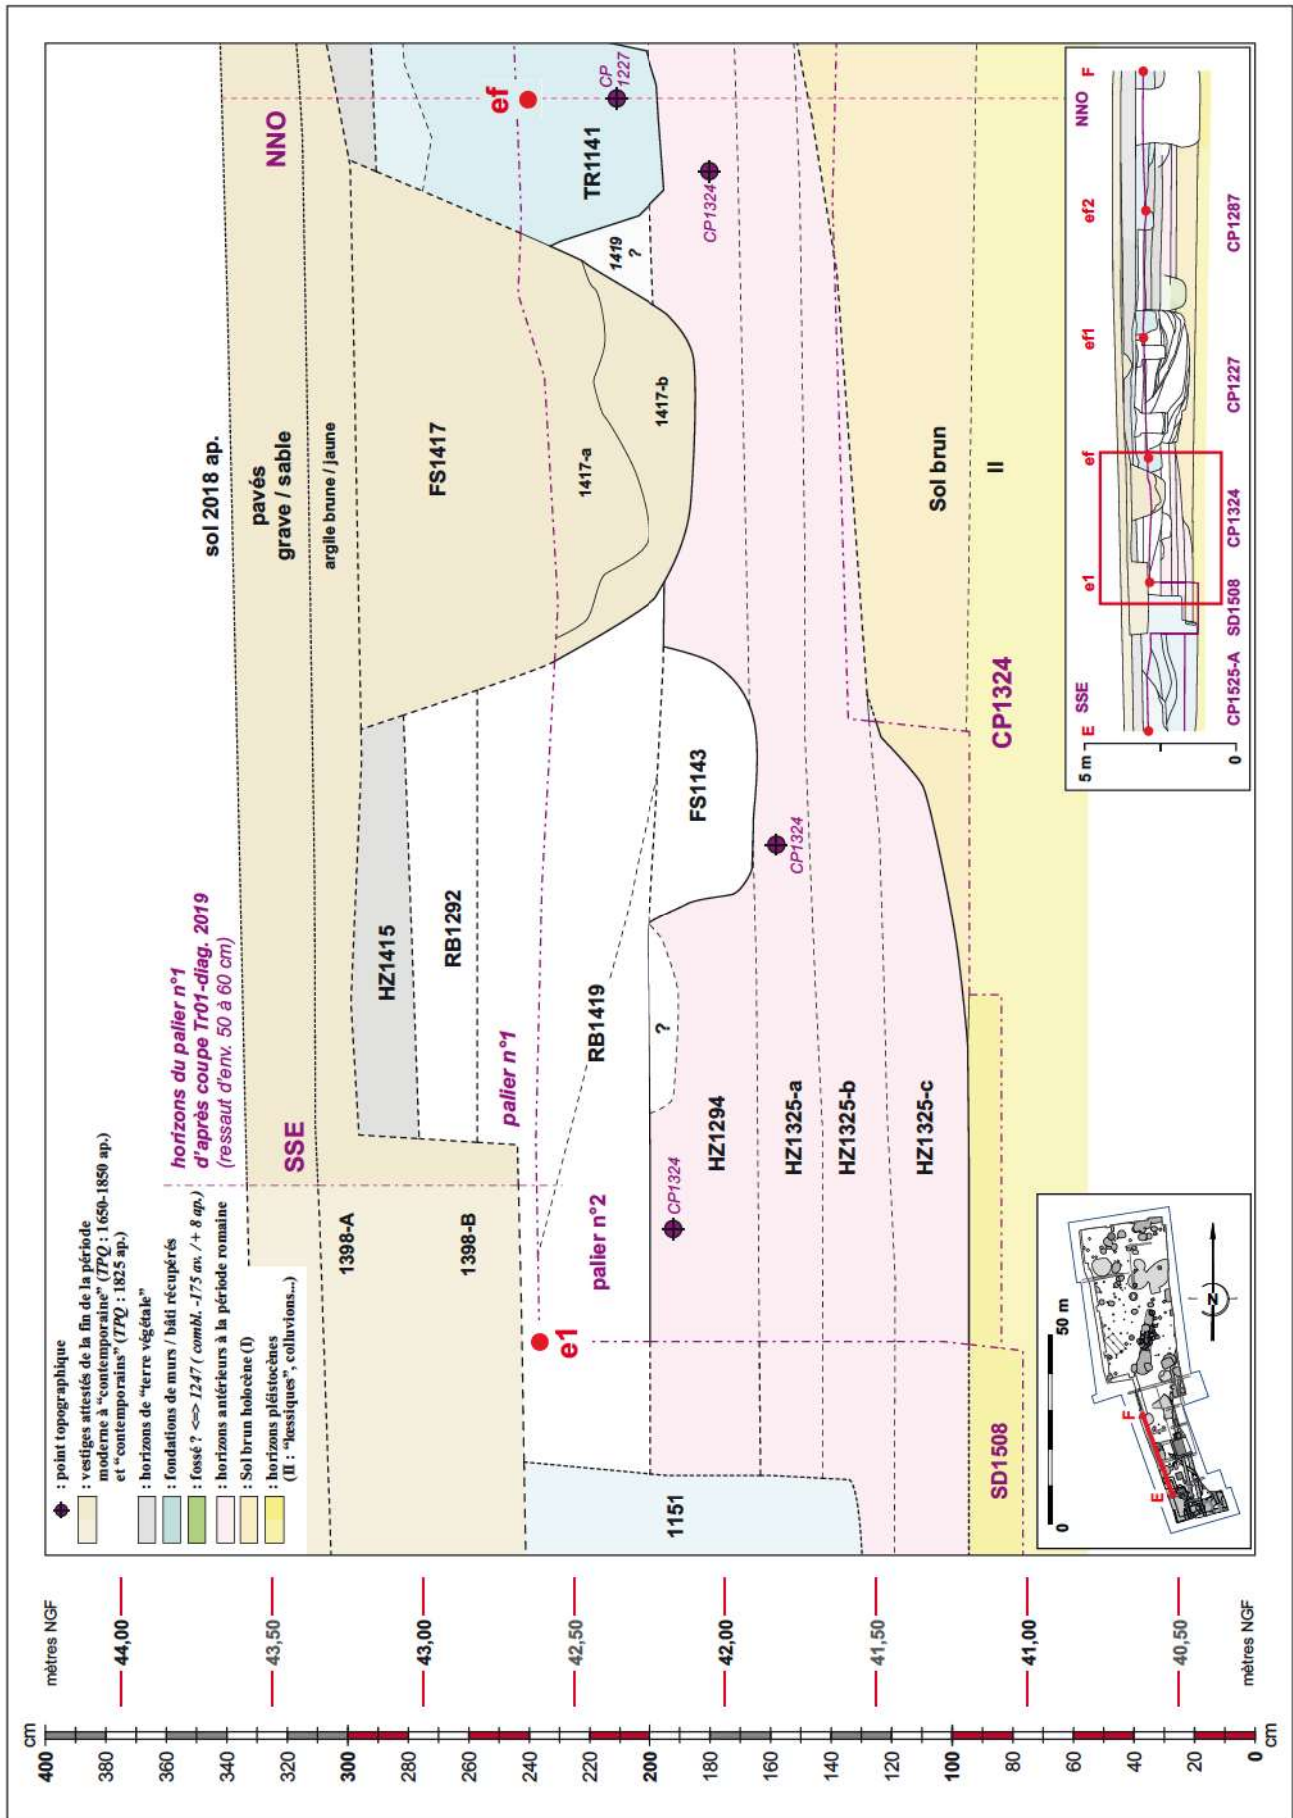 : point topographique
: vestiges attestés de la fin de la période
moderne à "contemporaine" (TPQ : 1650-1850 ap.)
et "contemporains" (TPQ : 1825 ap.)
: horizons de "terre végétale"
: fondations de murs / bâti récupérés
: fossé ? <=> 1247 ( combl. -175 av. / + 8 ap.)
: horizons antérieurs à la période romaine
: Sol brun holocène (I)
: horizons pléistocènes
(II : "lœssiques", colluvions...)
horizons du palier n°1
d'après coupe Tr01-diag. 2019
(ressaut d'env. 50 à 60 cm)
SSE
NNO
sol 2018 ap.
pavés
grave / sable
argile brune / jaune
1398-A
1398-B
HZ1415
RB1292
FS1417
1417-a
1417-b
ef
CP
1227
TR1141
1419
?
palier n°1
e1
palier n°2
RB1419
?
FS1143
CP1324
CP1324
CP1324
1151
HZ1294
HZ1325-a
HZ1325-b
HZ1325-c
Sol brun
II
CP1324
SD1508
0
50 m
E
F
N
5 m
0
E
SSE
e1
ef
ef1
ef2
NNO
F
CP1525-A
SD1508
CP1324
CP1227
CP1287
mètres NGF
44,00
43,50
43,00
42,50
42,00
41,50
41,00
40,50
mètres NGF
cm
400
380
360
340
320
300
280
260
240
220
200
180
160
140
120
100
80
60
40
20
0
cm